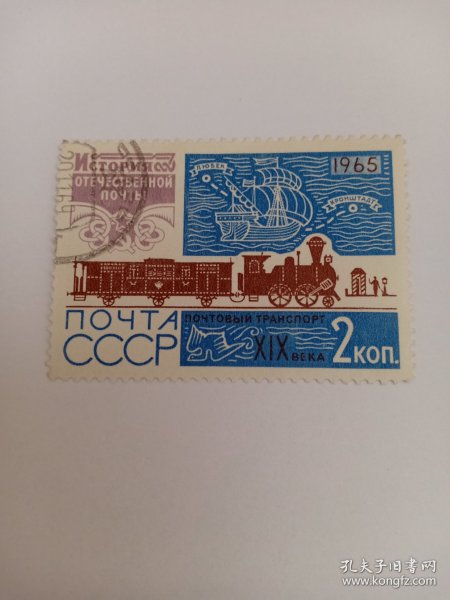 История
ОТЕЧЕСТВЕННОЙ
ПОЧТЫ
ЛЮБЕК
1965
КРОНШТАДТ
ПОЧТА
СССР
ПОЧТОВЫЙ ТРАНСПОРТ
XIX ВЕКА
2 КОП.
孔夫子旧书网
www.kongfz.com